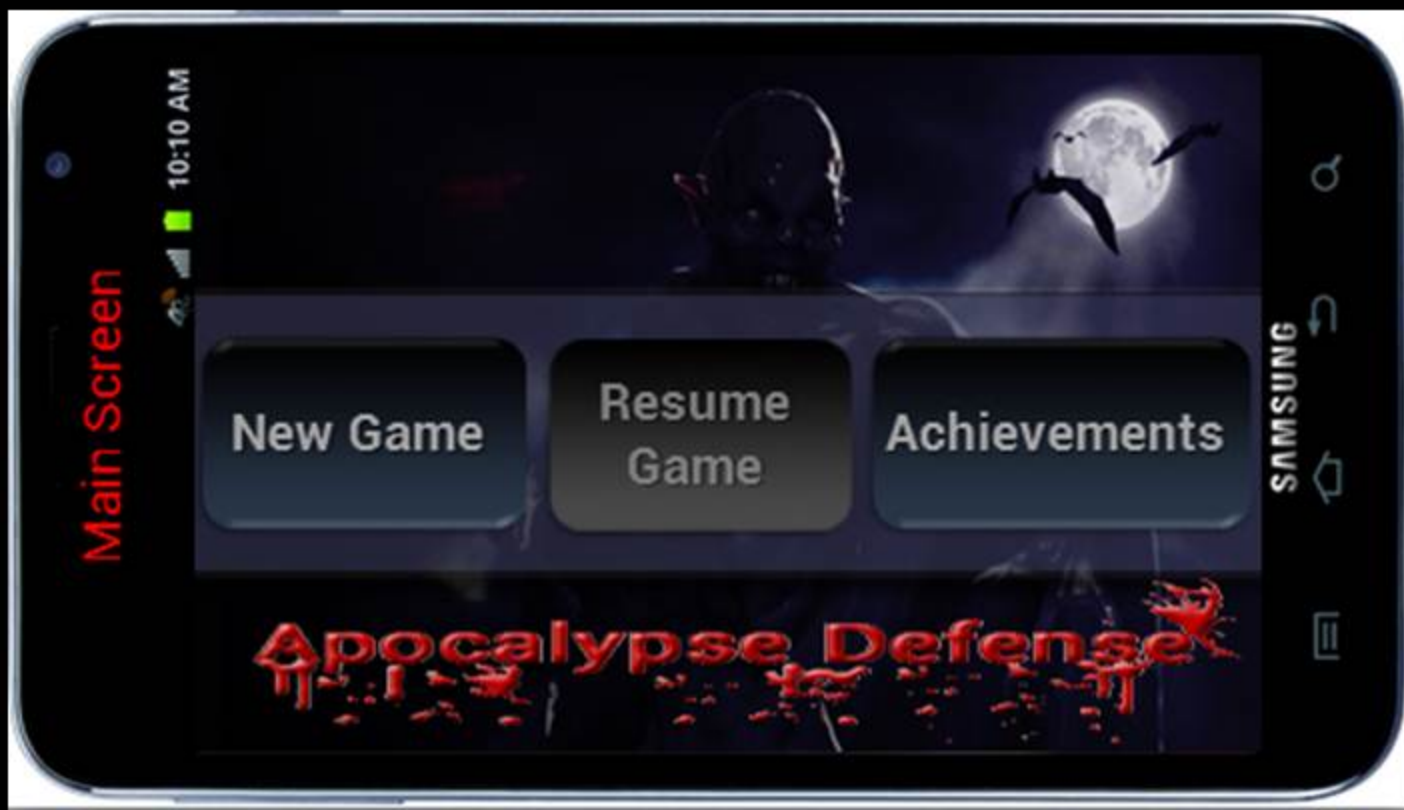 Main Screen
10:10 AM
New Game
Resume
Game
Achievements
Apocalypse Defense
SAMSUNG